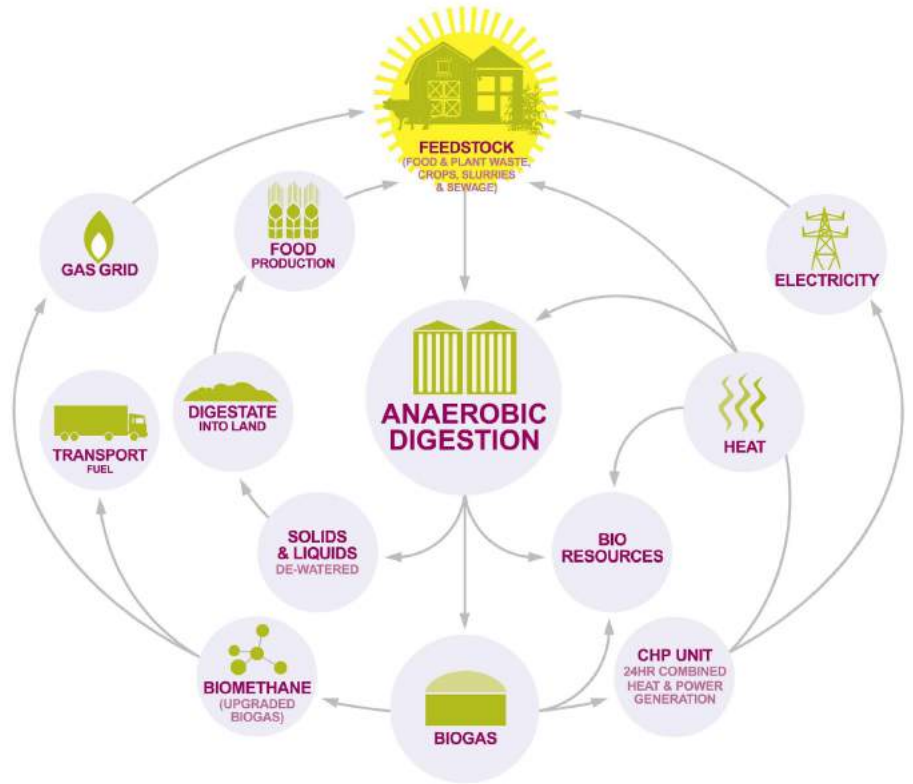 FEEDSTOCK
(FOOD & PLANT WASTE,
CROPS, SLURRIES
& SEWAGE)
GAS GRID
FOOD
PRODUCTION
ELECTRICITY
ANAEROBIC
DIGESTION
DIGESTATE
INTO LAND
TRANSPORT
FUEL
HEAT
SOLIDS
& LIQUIDS
DE-WATERED
BIO
RESOURCES
BIOMETHANE
(UPGRADED
BIOGAS)
BIOGAS
CHP UNIT
24HR COMBINED
HEAT & POWER
GENERATION